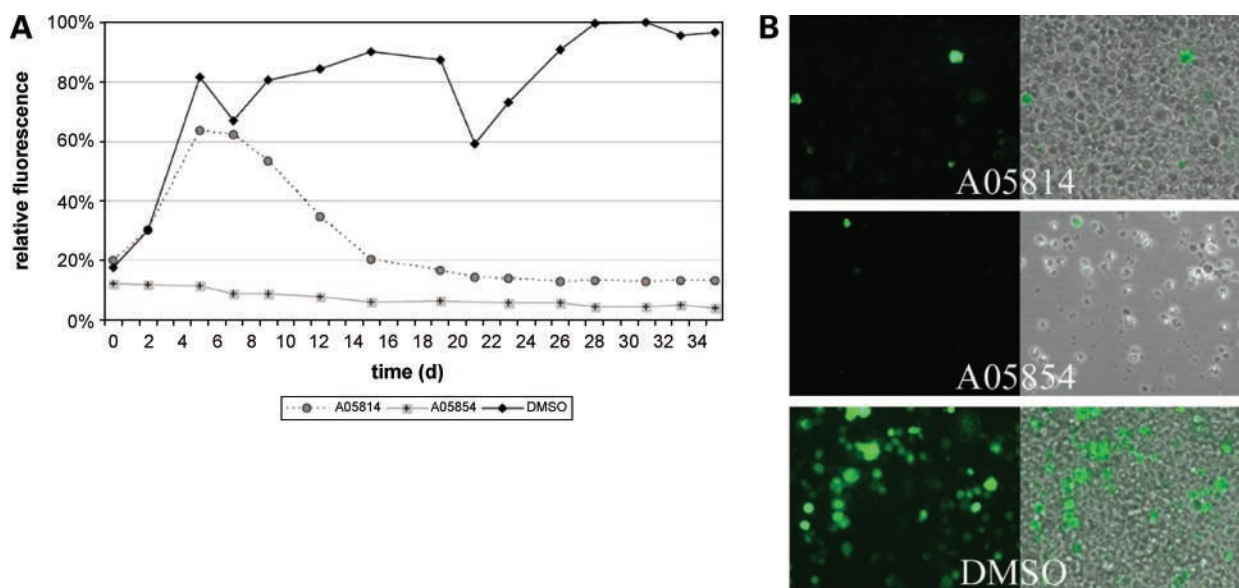 A
100%
80%
60%
40%
20%
0%
relative fluorescence
0 2 4 6 8 10 12 14 16 18 20 22 24 26 28 30 32 34
time (d)
A05814 A05854 DMSO
B
A05814
A05854
DMSO